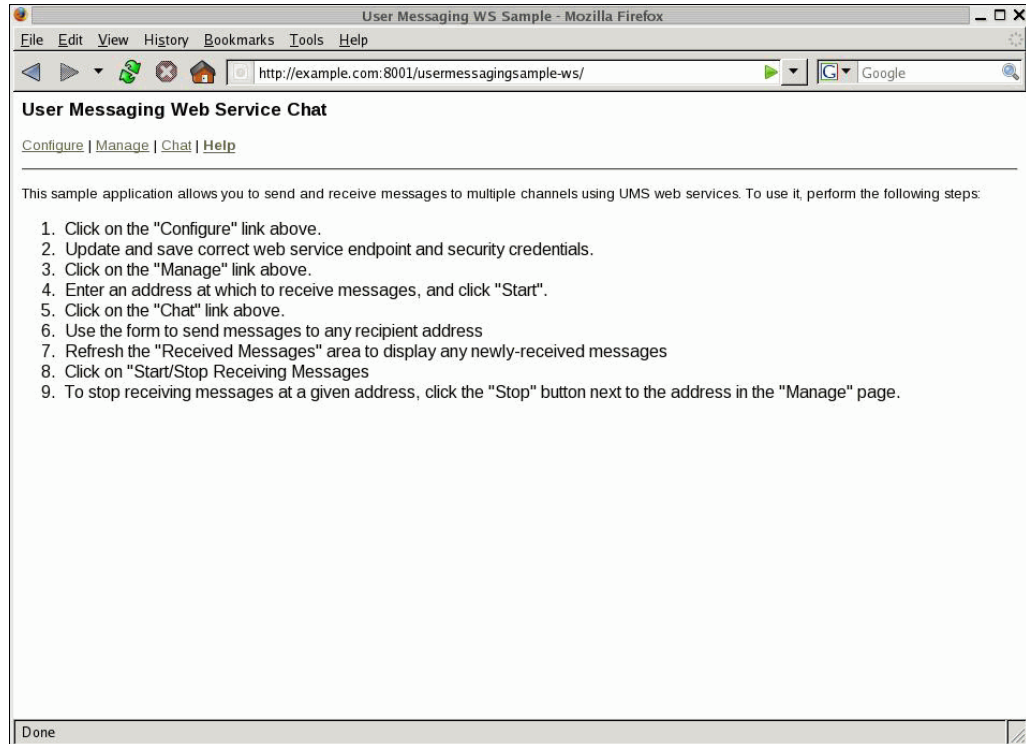 User Messaging WS Sample - Mozilla Firefox
File Edit View History Bookmarks Tools Help
http://example.com:8001/usermessagingsample-ws/ G Google
User Messaging Web Service Chat
Configure | Manage | Chat | Help
This sample application allows you to send and receive messages to multiple channels using UMS web services. To use it, perform the following steps:
1. Click on the "Configure" link above.
2. Update and save correct web service endpoint and security credentials.
3. Click on the "Manage" link above.
4. Enter an address at which to receive messages, and click "Start".
5. Click on the "Chat" link above.
6. Use the form to send messages to any recipient address
7. Refresh the "Received Messages" area to display any newly-received messages
8. Click on "Start/Stop Receiving Messages
9. To stop receiving messages at a given address, click the "Stop" button next to the address in the "Manage" page.
Done